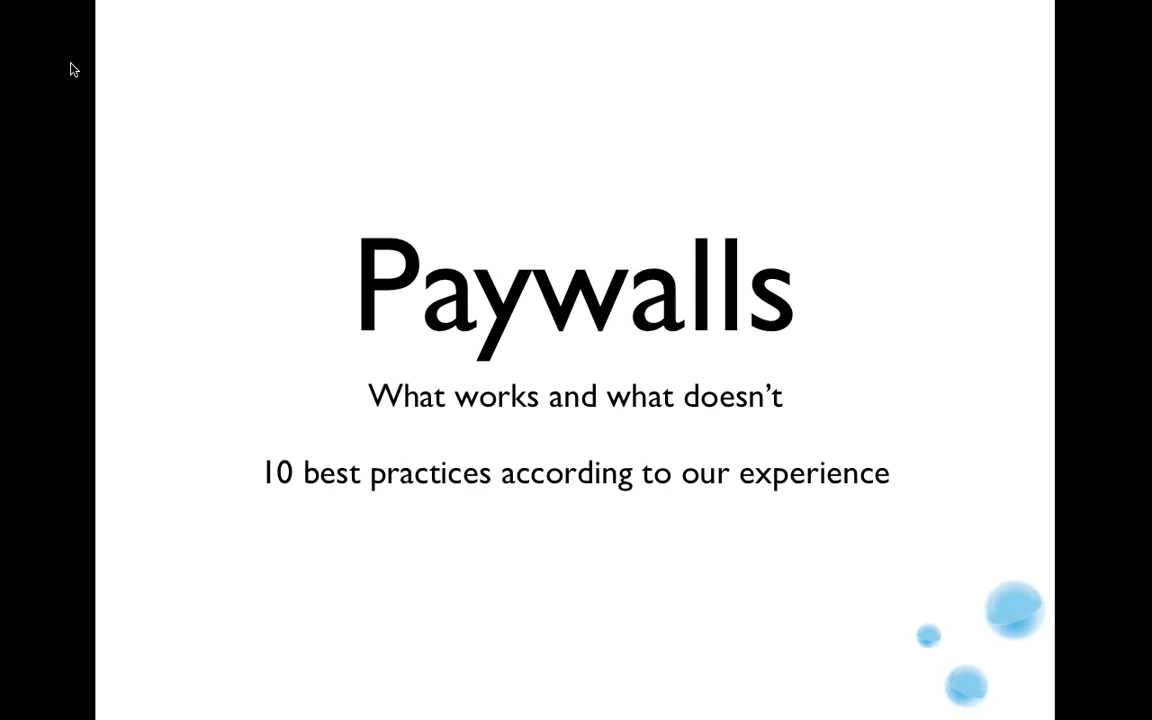 Paywalls
What works and what doesn’t
10 best practices according to our experience